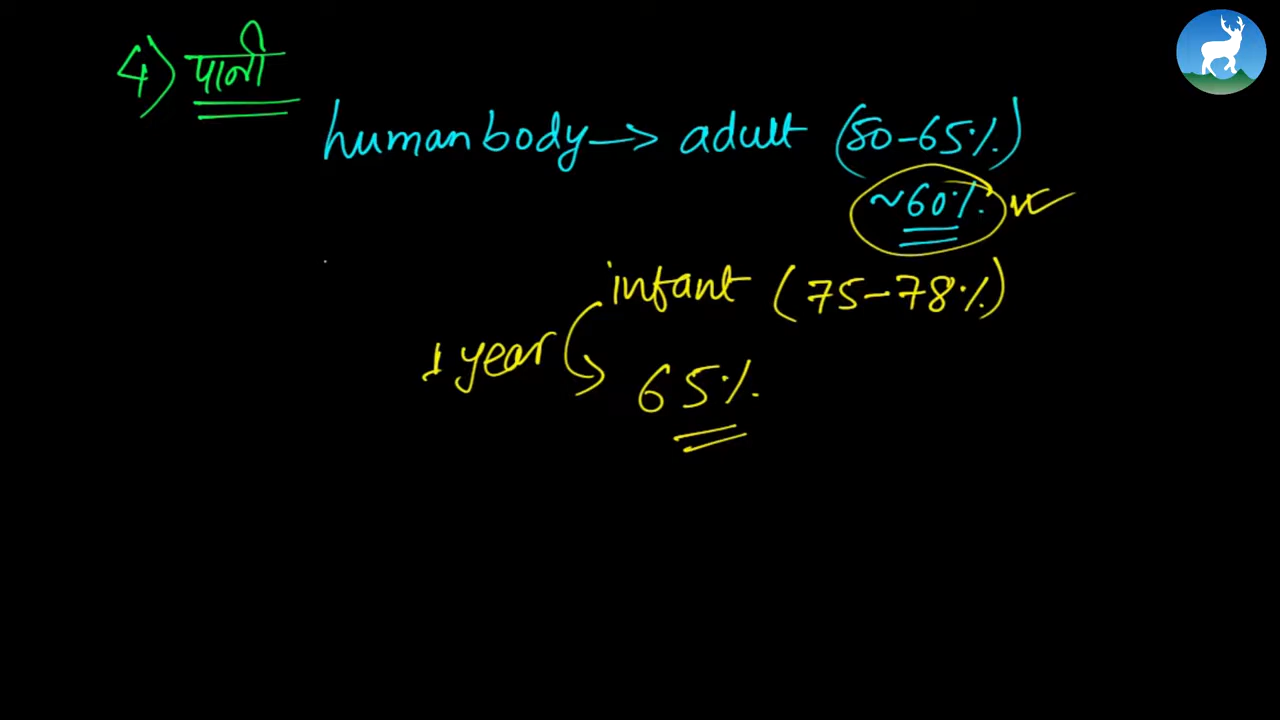 4) पानी
human body → adult (50-65%)
~60%
infant (75-78%)
1 year
65%